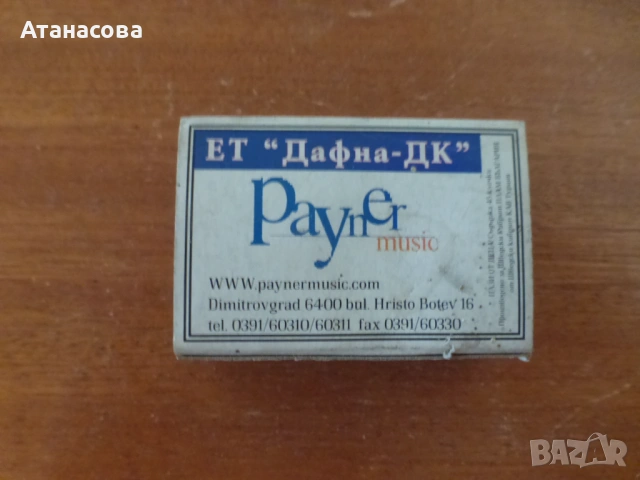 Атанасова
ЕТ "Дафна-ДК"
Payner
music
WWW.paynermusic.com
Dimitrovgrad 6400 bul. Hristo Botev 16
tel. 0391/60310/60311 fax 0391/60330
BAZAR